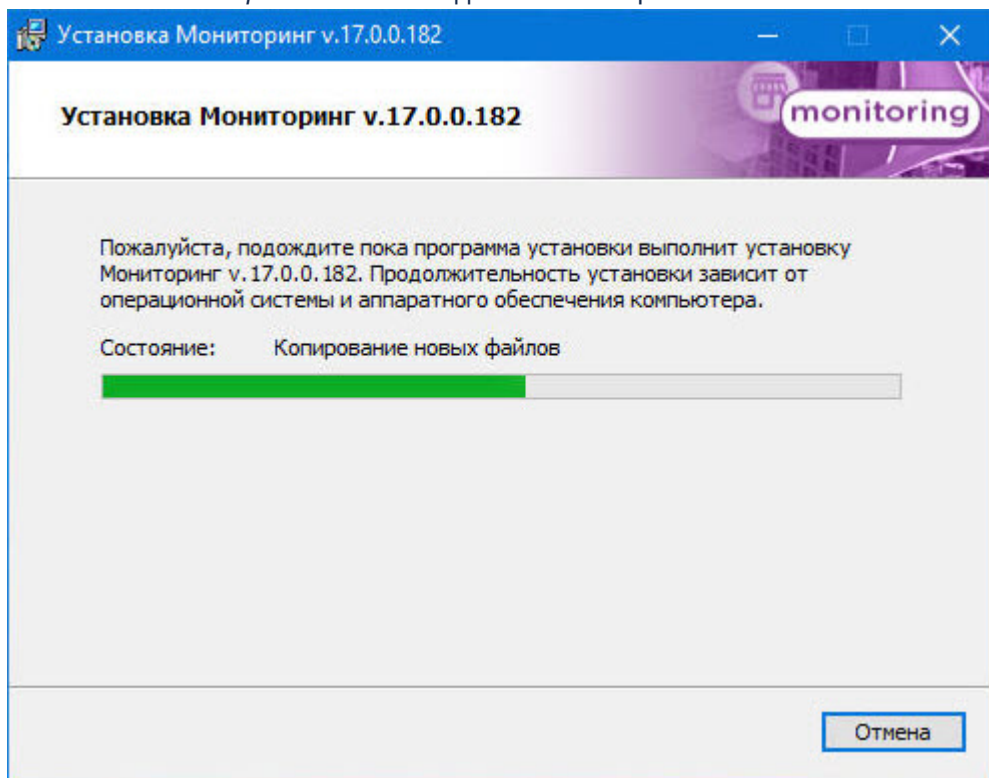 Установка Мониторинг v.17.0.0.182
Установка Мониторинг v.17.0.0.182
monitoring
Пожалуйста, подождите пока программа установки выполнит установку
Мониторинг v.17.0.0.182. Продолжительность установки зависит от
операционной системы и аппаратного обеспечения компьютера.
Состояние: Копирование новых файлов
Отмена